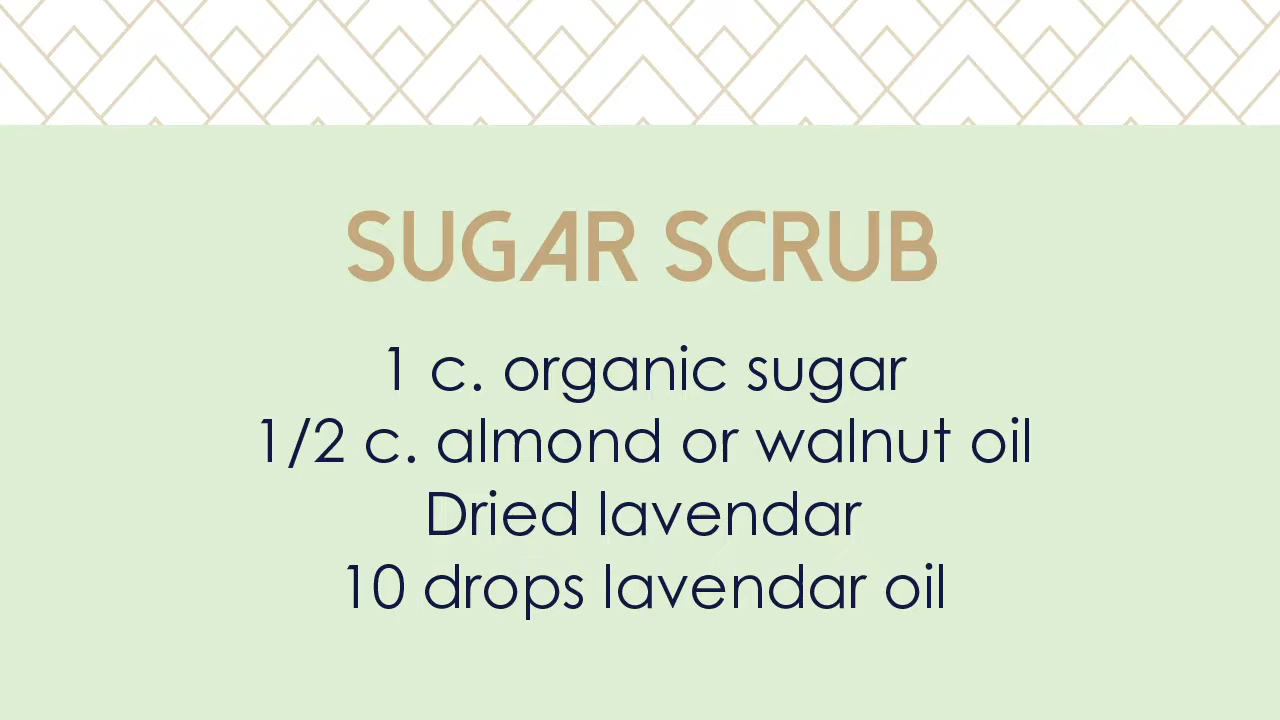 SUGAR SCRUB
1 c. organic sugar
1/2 c. almond or walnut oil
Dried lavendar
10 drops lavendar oil